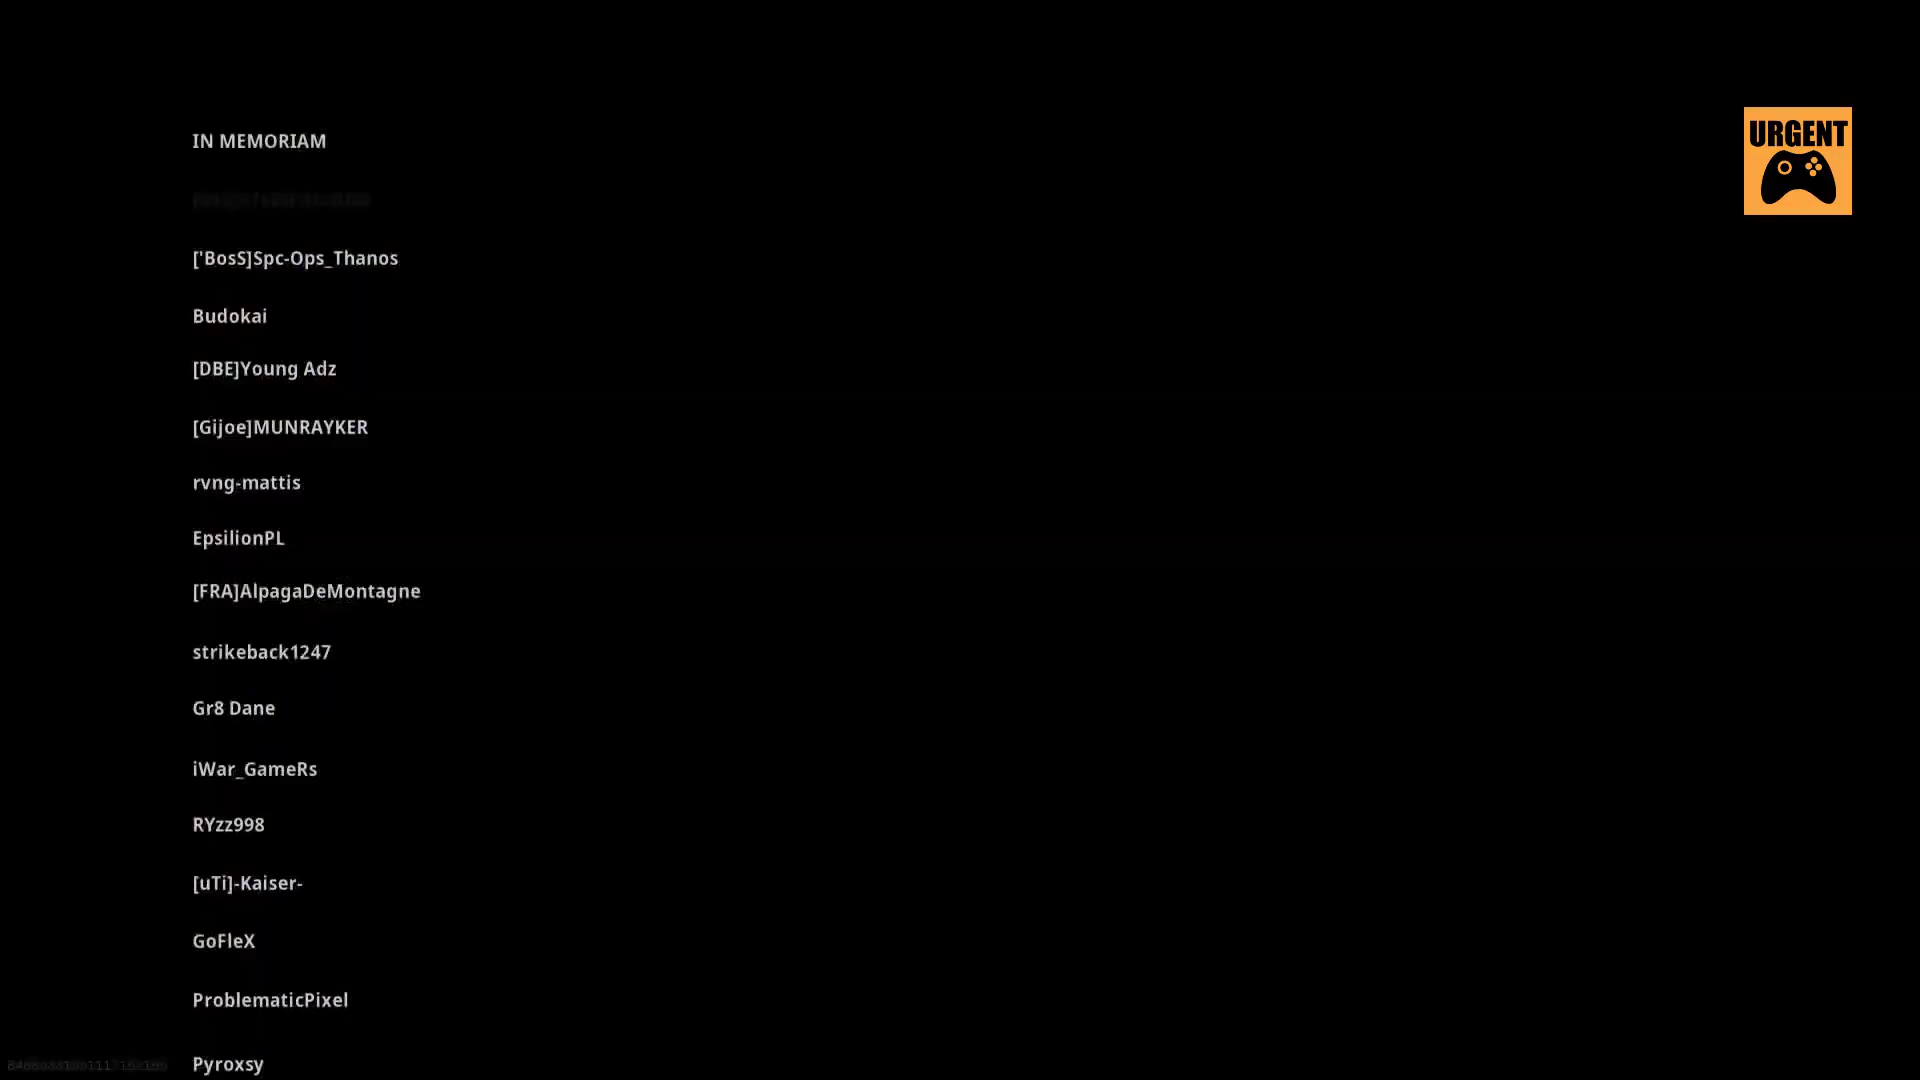 IN MEMORIAM
URGENT
['BosS]Spc-Ops_Thanos
Budokai
[DBE]Young Adz
[Gijoe]MUNRAYKER
rvng-mattis
EpsilionPL
[FRA]AlpagaDeMontagne
strikeback1247
Gr8 Dane
iWar_GameRs
RYzz998
[uTi]-Kaiser-
GoFleX
ProblematicPixel
Pyroxsy